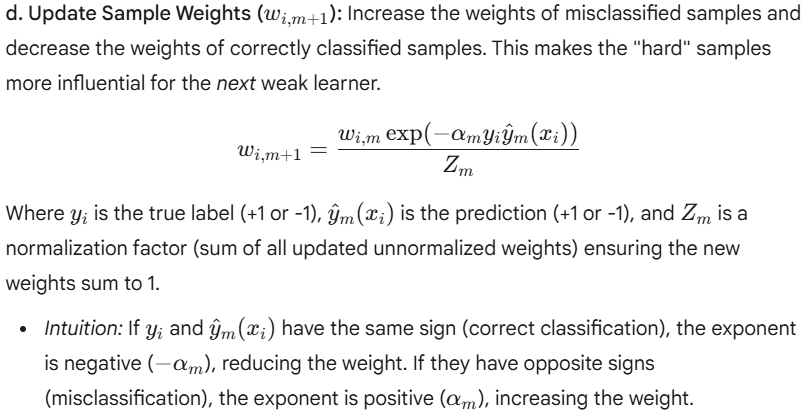 d. Update Sample Weights (w_{i,m+1}): Increase the weights of misclassified samples and
decrease the weights of correctly classified samples. This makes the "hard" samples
more influential for the next weak learner.
w_{i,m+1} = \frac{w_{i,m} \exp(-\alpha_m y_i \hat{y}_m(x_i))}{Z_m}
Where y_i is the true label (+1 or -1), \hat{y}_m(x_i) is the prediction (+1 or -1), and Z_m is a
normalization factor (sum of all updated unnormalized weights) ensuring the new
weights sum to 1.
• Intuition: If y_i and \hat{y}_m(x_i) have the same sign (correct classification), the exponent
is negative (-\alpha_m), reducing the weight. If they have opposite signs
(misclassification), the exponent is positive (\alpha_m), increasing the weight.